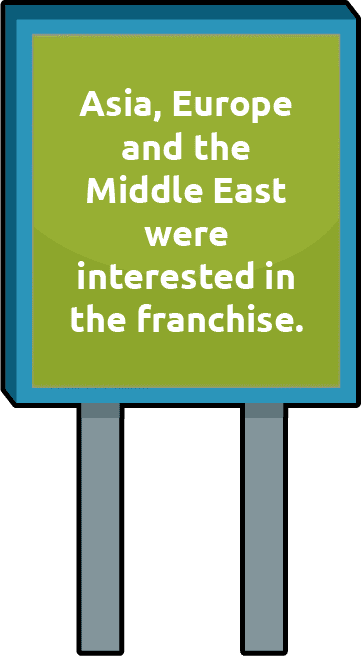 Asia, Europe
and the
Middle East
were
interested in
the franchise.